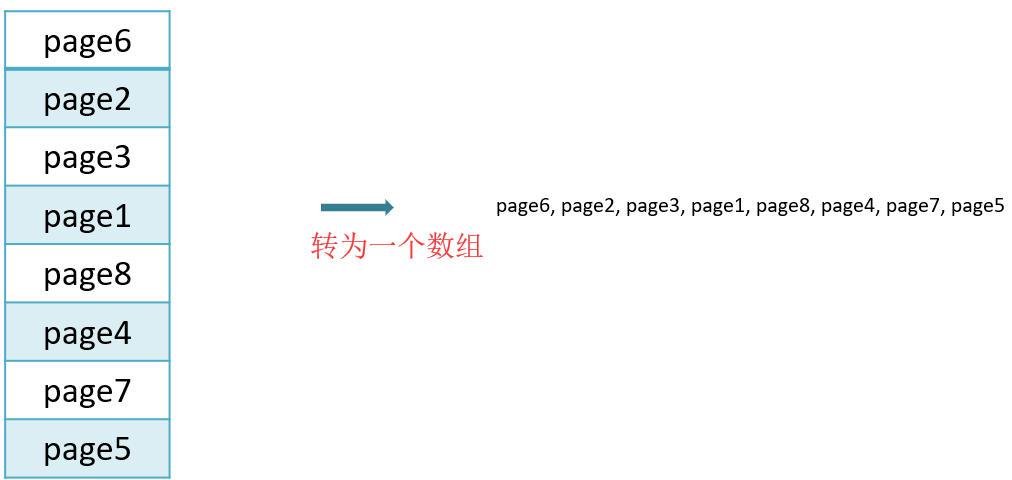 page6
page2
page3
page1
page8
page4
page7
page5
page6, page2, page3, page1, page8, page4, page7, page5
转为一个数组